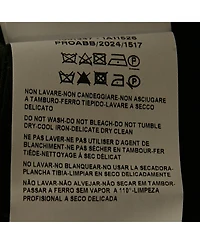 PROABB/2024/1517
NON LAVARE-NON CANDEGGIARE-NON ASCIUGARE
A TAMBURO-FERRO TIEPIDO-LAVARE A SECCO
DELICATO
DO NOT WASH-DO NOT BLEACH-DO NOT TUMBLE
DRY-COOL IRON-DELICATE DRY CLEAN
NE PAS LAVER-NE PAS UTILISER D'AGENT DE
BLANCHIMENT-NE PAS SECHER EN TAMBOUR-FER
TIÈDE-NETTOYAGE À SEC DELICAT
NO LAVAR-NO BLANQUEAR-NO USAR LA SECADORA-
PLANCHA TIBIA-LIMPIAR EN SECO DELICADAMENTE
NÃO LAVAR-NÃO ALVEJAR-NÃO SECAR EM TAMBOR-
PASSAR A FERRO SEM VAPOR A 110°-LIMPEZA
PROFISIONAL A SECO DELICADA